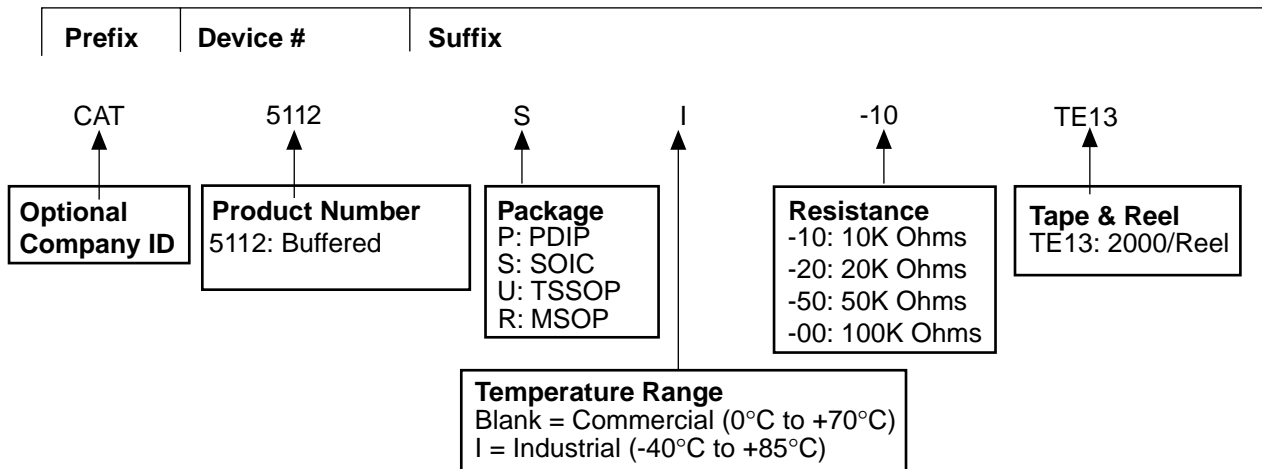 Prefix Device # Suffix
CAT 5112 S I -10 TE13
Optional
Company ID
Product Number
5112: Buffered
Package
P: PDIP
S: SOIC
U: TSSOP
R: MSOP
Resistance
-10: 10K Ohms
-20: 20K Ohms
-50: 50K Ohms
-00: 100K Ohms
Tape & Reel
TE13: 2000/Reel
Temperature Range
Blank = Commercial (0°C to +70°C)
I = Industrial (-40°C to +85°C)